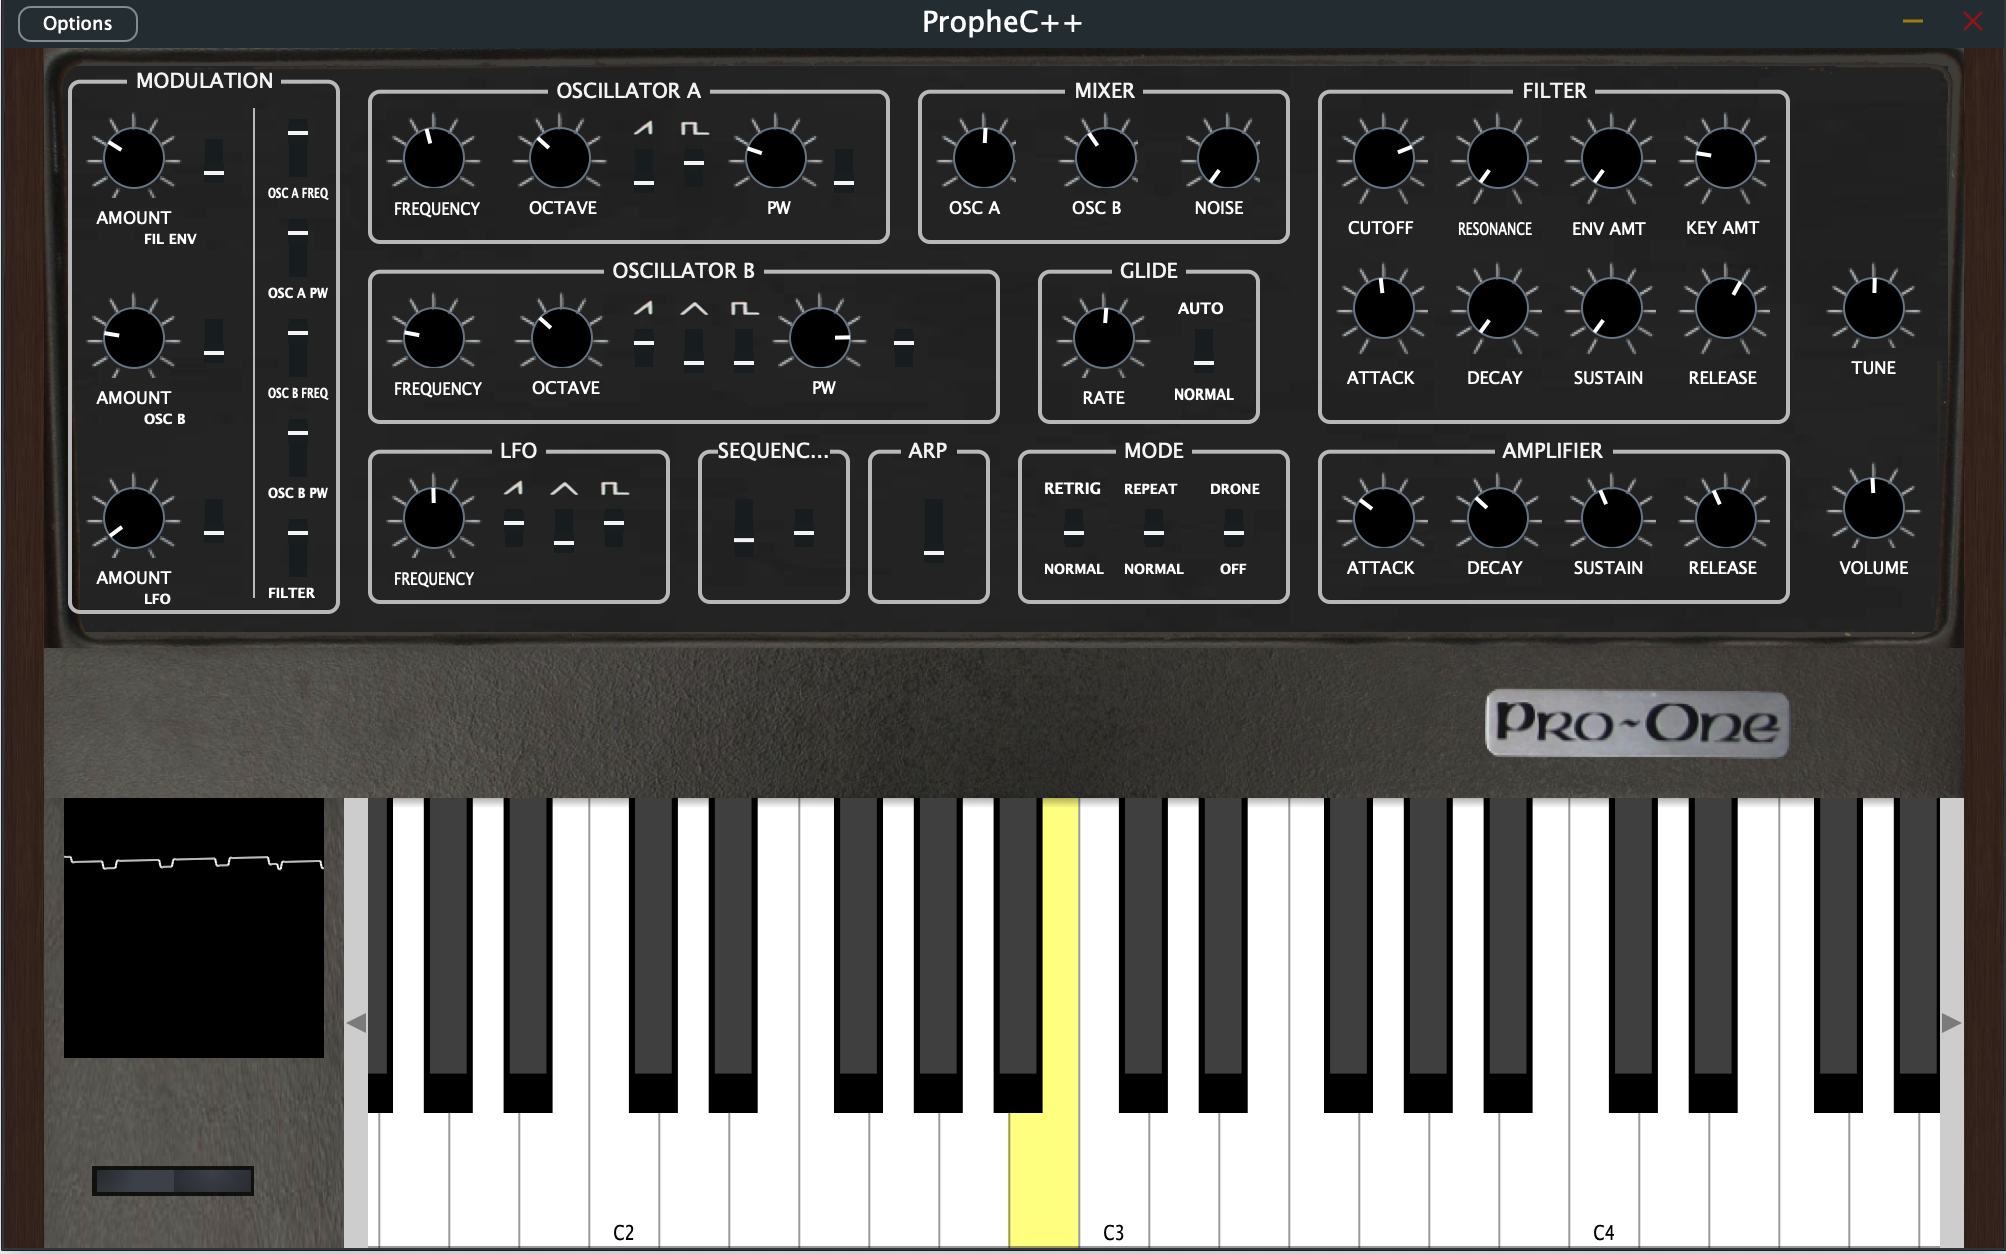 Options
PropheC++
MODULATION
AMOUNT
FIL ENV
AMOUNT
OSC B
AMOUNT
LFO
OSC A FREQ
OSC A PW
OSC B FREQ
OSC B PW
FILTER
OSCILLATOR A
FREQUENCY
OCTAVE
PW
MIXER
OSC A
OSC B
NOISE
FILTER
CUTOFF
RESONANCE
ENV AMT
KEY AMT
ATTACK
DECAY
SUSTAIN
RELEASE
OSCILLATOR B
FREQUENCY
OCTAVE
PW
GLIDE
RATE
AUTO
NORMAL
TUNE
LFO
FREQUENCY
SEQUENC...
ARP
MODE
RETRIG
REPEAT
DRONE
NORMAL
NORMAL
OFF
AMPLIFIER
ATTACK
DECAY
SUSTAIN
RELEASE
VOLUME
Pro~One
C2
C3
C4